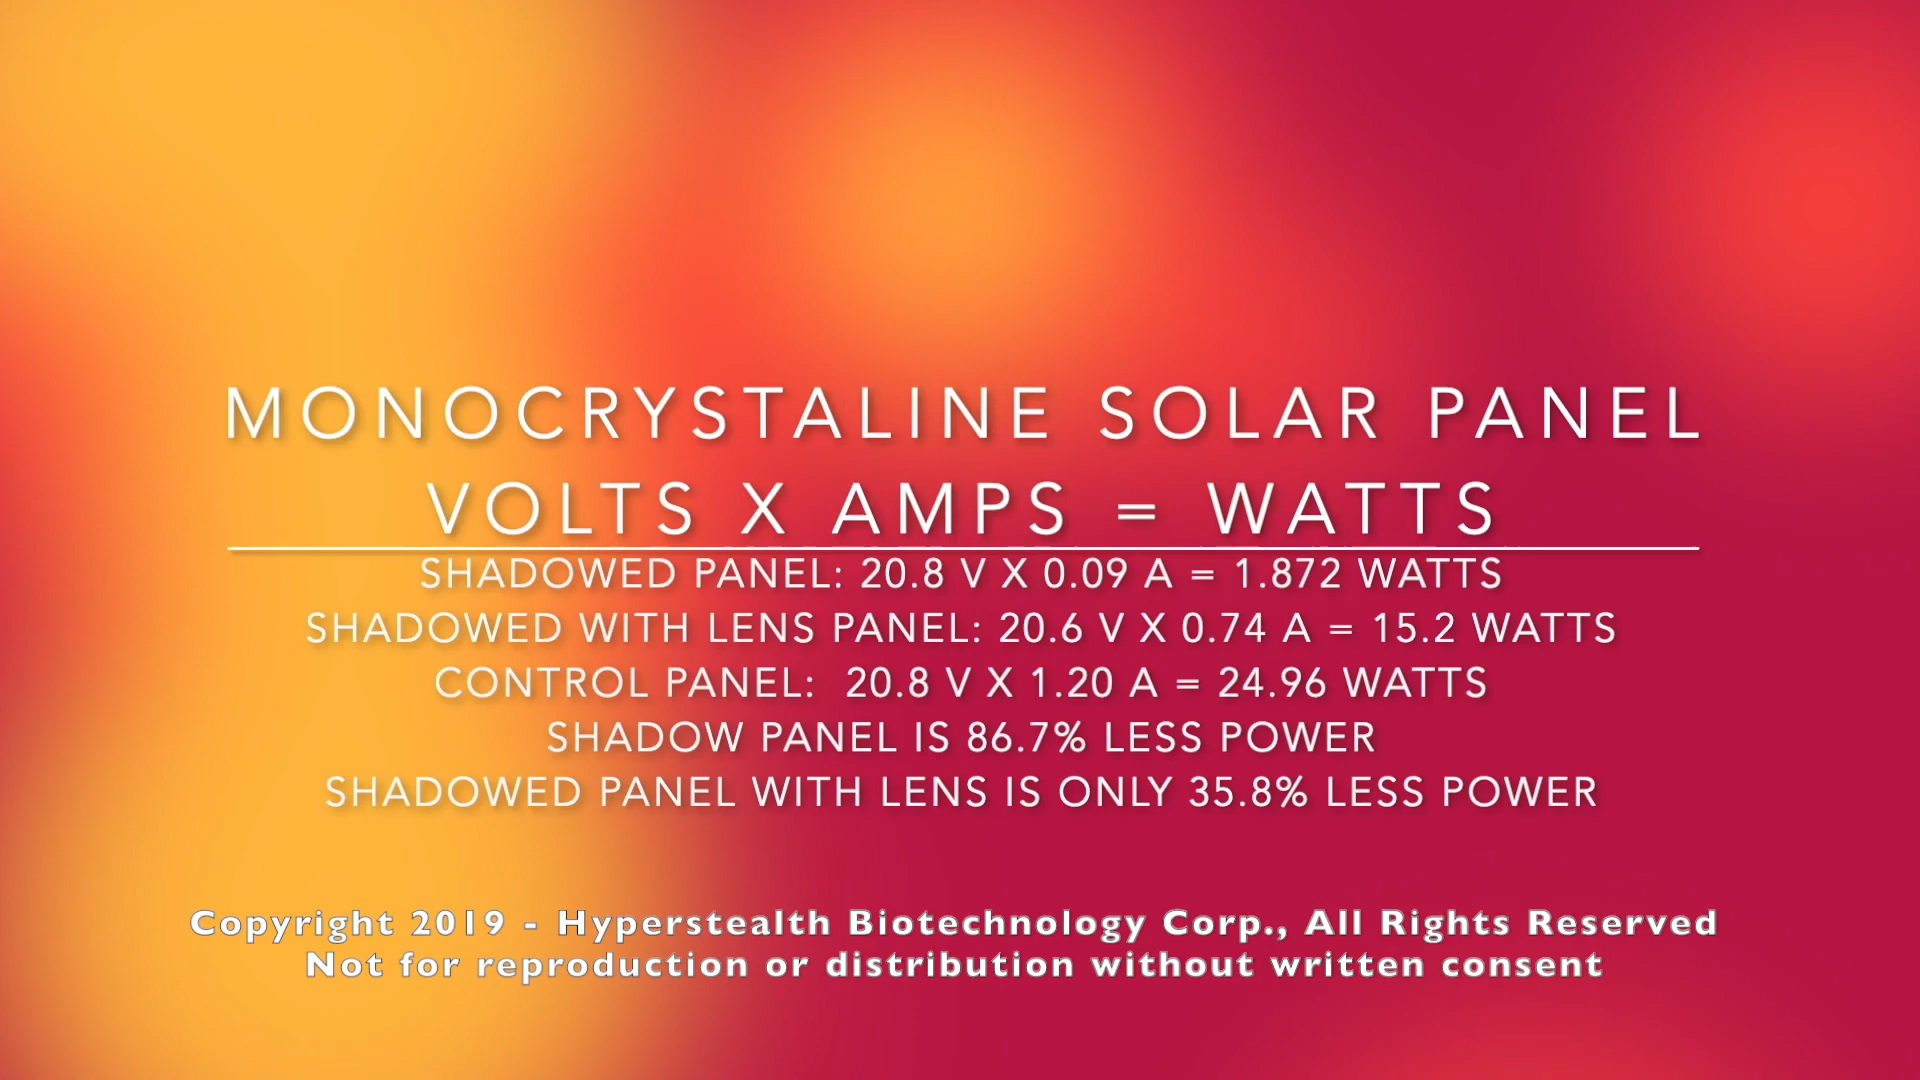 MONOCRYSTALINE SOLAR PANEL
VOLTS X AMPS = WATTS
SHADOWED PANEL: 20.8 V X 0.09 A = 1.872 WATTS
SHADOWED WITH LENS PANEL: 20.6 V X 0.74 A = 15.2 WATTS
CONTROL PANEL: 20.8 V X 1.20 A = 24.96 WATTS
SHADOW PANEL IS 86.7% LESS POWER
SHADOWED PANEL WITH LENS IS ONLY 35.8% LESS POWER
Copyright 2019 - Hyperstealth Biotechnology Corp., All Rights Reserved
Not for reproduction or distribution without written consent